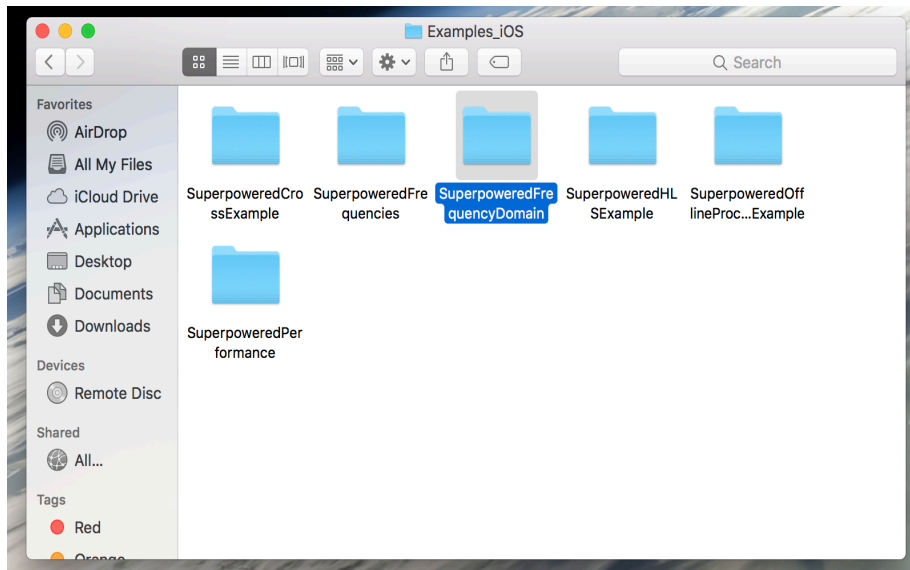 Examples_iOS
Search
Favorites
AirDrop
All My Files
iCloud Drive
Applications
Desktop
Documents
Downloads
Devices
Remote Disc
Shared
All...
Tags
Red
Orange
SuperpoweredCro
ssExample
SuperpoweredFre
quencies
SuperpoweredFre
quencyDomain
SuperpoweredHL
SExample
SuperpoweredOff
lineProc...Example
SuperpoweredPer
formance